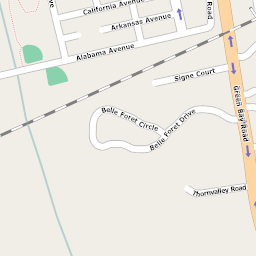 California Avenue
Arkansas Avenue
Road
Alabama Avenue
Signe Court
Green Bay Road
Belle Foret Circle
Belle Foret Drive
Thornvalley Road